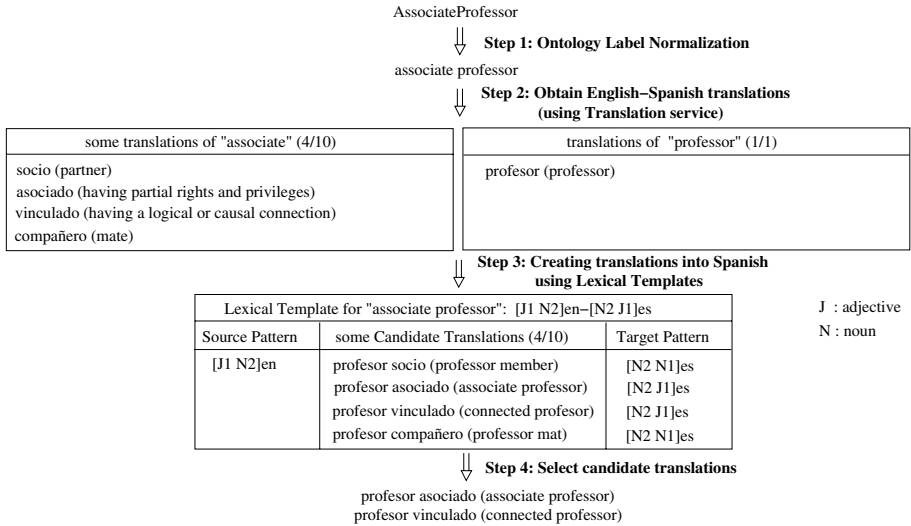 AssociateProfessor
Step 1: Ontology Label Normalization
associate professor
Step 2: Obtain English−Spanish translations
(using Translation service)
some translations of "associate" (4/10)
socio (partner)
asociado (having partial rights and privileges)
vinculado (having a logical or causal connection)
compañero (mate)
translations of "professor" (1/1)
profesor (professor)
Step 3: Creating translations into Spanish
using Lexical Templates
Lexical Template for "associate professor": [J1 N2]en−[N2 J1]es
Source Pattern some Candidate Translations (4/10) Target Pattern
[J1 N2]en profesor socio (professor member) [N2 N1]es
profesor asociado (associate professor) [N2 J1]es
profesor vinculado (connected profesor) [N2 J1]es
profesor compañero (professor mat) [N2 N1]es
J : adjective
N : noun
Step 4: Select candidate translations
profesor asociado (associate professor)
profesor vinculado (connected professor)